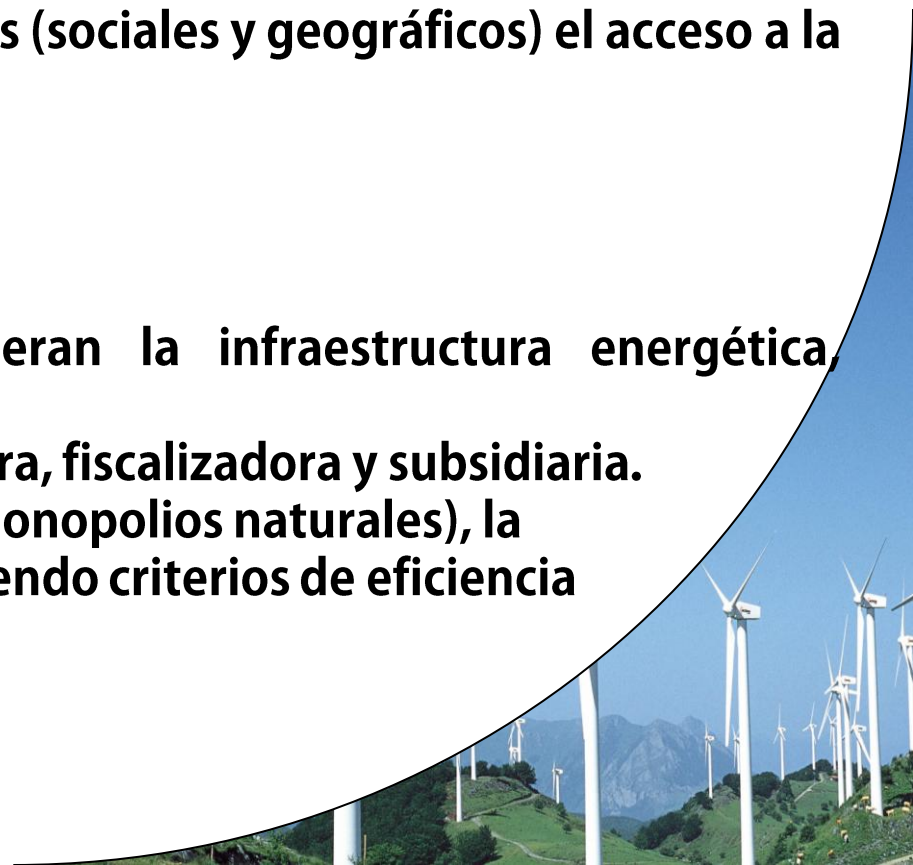 s (sociales y geográficos) el acceso a la
eran la infraestructura energética,
ra, fiscalizadora y subsidiaria.
onopolios naturales), la
endo criterios de eficiencia